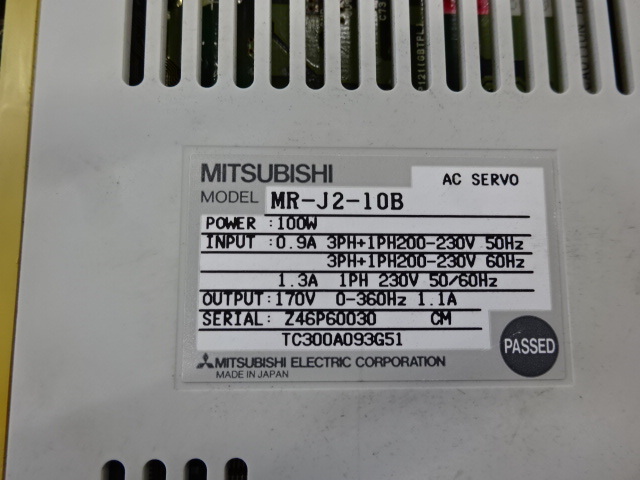 MITSUBISHI
AC SERVO
MODEL MR-J2-10B
POWER :100W
INPUT :0.9A 3PH+1PH200-230V 50Hz
3PH+1PH200-230V 60Hz
1.3A 1PH 230V 50/60Hz
OUTPUT:170V 0-360Hz 1.1A
SERIAL: Z46P60030 CM
TC300A093G51
PASSED
MITSUBISHI ELECTRIC CORPORATION
MADE IN JAPAN